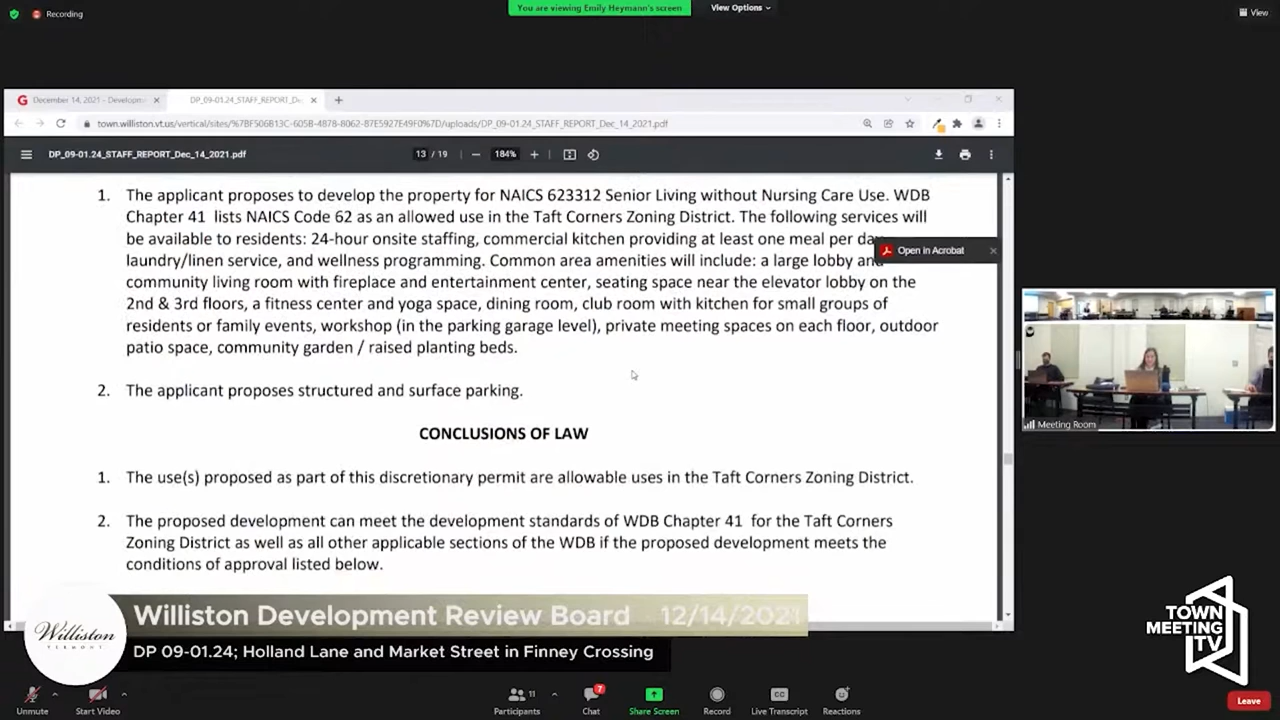 Recording
You are viewing Emily Heymann's screen
View Options
View
December 14, 2021 - Developm
DP_09-01.24_STAFF_REPORT_De
town.williston.vt.us/vertical/sites/%7BF506B13C-605B-4878-8062-87E5927E49F0%7D/uploads/DP_09-01.24_STAFF_REPORT_Dec_14_2021.pdf
DP_09-01.24_STAFF_REPORT_Dec_14_2021.pdf
13 / 19
184%
1. The applicant proposes to develop the property for NAICS 623312 Senior Living without Nursing Care Use. WDB
Chapter 41 lists NAICS Code 62 as an allowed use in the Taft Corners Zoning District. The following services will
be available to residents: 24-hour onsite staffing, commercial kitchen providing at least one meal per day
laundry/linen service, and wellness programming. Common area amenities will include: a large lobby and
community living room with fireplace and entertainment center, seating space near the elevator lobby on the
2nd & 3rd floors, a fitness center and yoga space, dining room, club room with kitchen for small groups of
residents or family events, workshop (in the parking garage level), private meeting spaces on each floor, outdoor
patio space, community garden / raised planting beds.
Open in Acrobat
2. The applicant proposes structured and surface parking.
CONCLUSIONS OF LAW
1. The use(s) proposed as part of this discretionary permit are allowable uses in the Taft Corners Zoning District.
2. The proposed development can meet the development standards of WDB Chapter 41 for the Taft Corners
Zoning District as well as all other applicable sections of the WDB if the proposed development meets the
conditions of approval listed below.
Meeting Room
Williston
VERMONT
Williston Development Review Board 12/14/2021
DP 09-01.24; Holland Lane and Market Street in Finney Crossing
TOWN
MEETING
TV
Unmute
Start Video
11
Participants
7
Chat
Share Screen
Record
CC
Live Transcript
Reactions
Leave